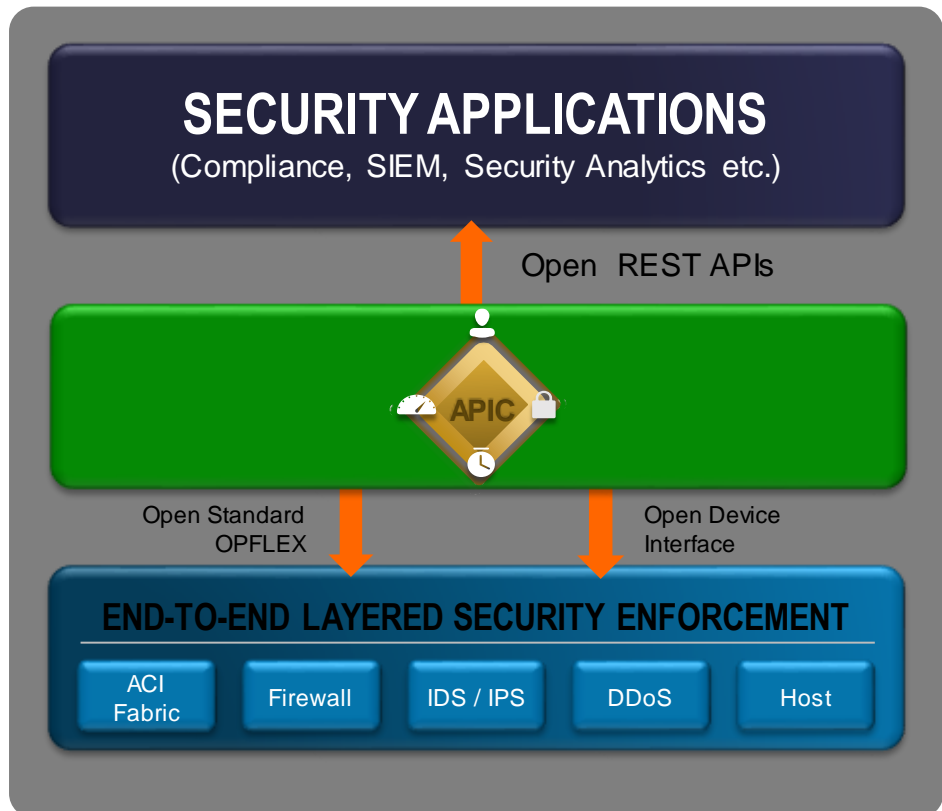 SECURITY APPLICATIONS
(Compliance, SIEM, Security Analytics etc.)
Open REST APIs
APIC
Open Standard
OPFLEX
Open Device
Interface
END-TO-END LAYERED SECURITY ENFORCEMENT
ACI
Fabric
Firewall
IDS / IPS
DDoS
Host